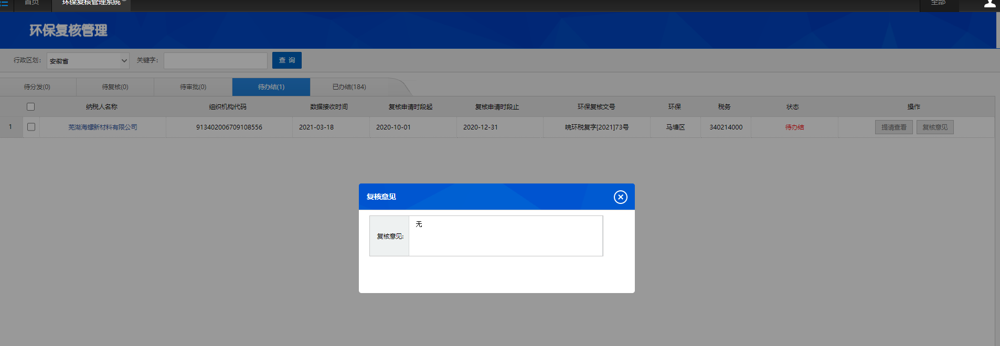 首页 环保复核管理系统 全部
环保复核管理
行政区划: 安徽省 关键字: 查 询
待分发(0) 待复核(0) 待审批(0) 待办结(1) 已办结(184)
纳税人名称 组织机构代码 数据接收时间 复核申请时段起 复核申请时段止 环保复核文号 环保 税务 状态 操作
1 芜湖海螺新材料有限公司 913402006709108556 2021-03-18 2020-10-01 2020-12-31 皖环税复字[2021]73号 马塘区 340214000 待办结 提请查看 复核意见
复核意见
复核意见: 无